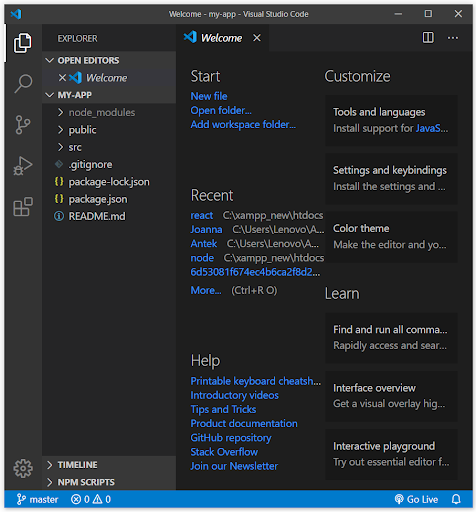 Welcome - my-app - Visual Studio Code
EXPLORER
OPEN EDITORS
Welcome
MY-APP
node_modules
public
src
.gitignore
package-lock.json
package.json
README.md
TIMELINE
NPM SCRIPTS
Welcome
Start
New file
Open folder...
Add workspace folder...
Recent
react C:\xampp_new\htdocs
Joanna C:\Users\Lenovo\A...
Antek C:\Users\Lenovo\A...
node C:\xampp_new\htdocs
6d53081f674ec4b6ca2f8d2...
More... (Ctrl+R O)
Help
Printable keyboard cheatsh...
Introductory videos
Tips and Tricks
Product documentation
GitHub repository
Stack Overflow
Join our Newsletter
Customize
Tools and languages
Install support for JavaS...
Settings and keybindings
Install the settings and ...
Color theme
Make the editor and yo...
Learn
Find and run all comma...
Rapidly access and sear...
Interface overview
Get a visual overlay hig...
Interactive playground
Try out essential editor f...
master 0 0 Go Live